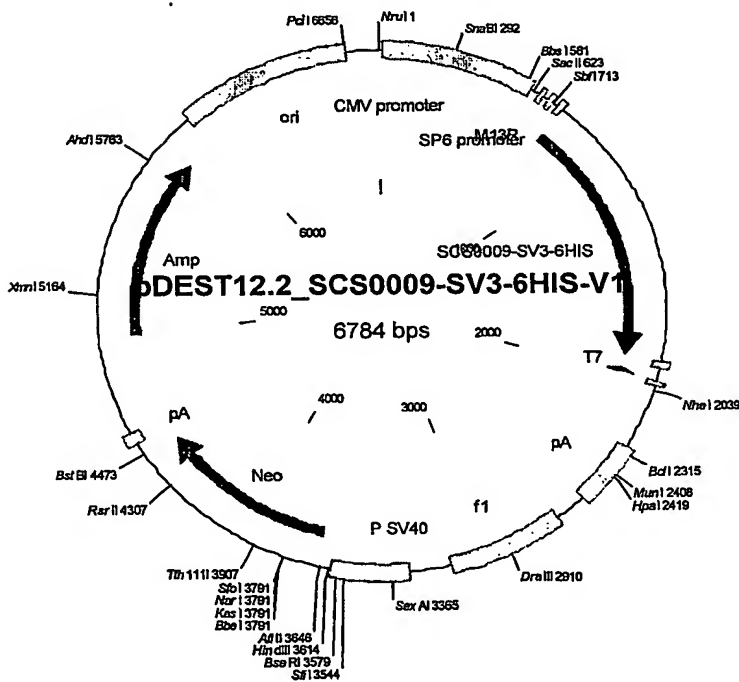 PciI 6656
NruI 1
SnaBI 292
BbsI 581
SacII 623
SbfI 713
ori
CMV promoter
M13R
SP6 promoter
AhdI 5763
6000
1000
SCS0009-SV3-6HIS
Amp
XmnI 5164
pDEST12.2_SCS0009-SV3-6HIS-V1
5000
6784 bps
2000
T7
NheI 2039
4000
3000
pA
pA
BclI 2315
MunI 2408
HpaI 2419
BstBI 4473
Neo
RsrII 4307
P SV40
f1
DraIII 2910
Tth111I 3907
SfoI 3791
NarI 3791
KasI 3791
BbeI 3791
SexAI 3365
AflII 3646
HindIII 3614
BseRI 3579
SfiI 3544